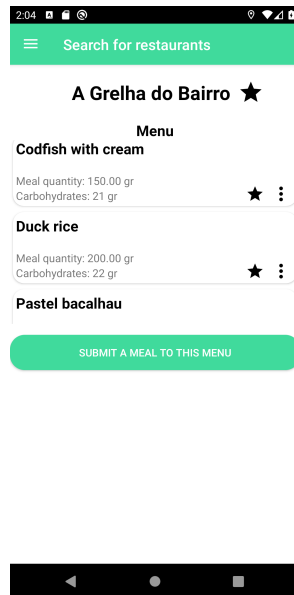 2:04
Search for restaurants
A Grelha do Bairro
Menu
Codfish with cream
Meal quantity: 150.00 gr
Carbohydrates: 21 gr
Duck rice
Meal quantity: 200.00 gr
Carbohydrates: 22 gr
Pastel bacalhau
SUBMIT A MEAL TO THIS MENU